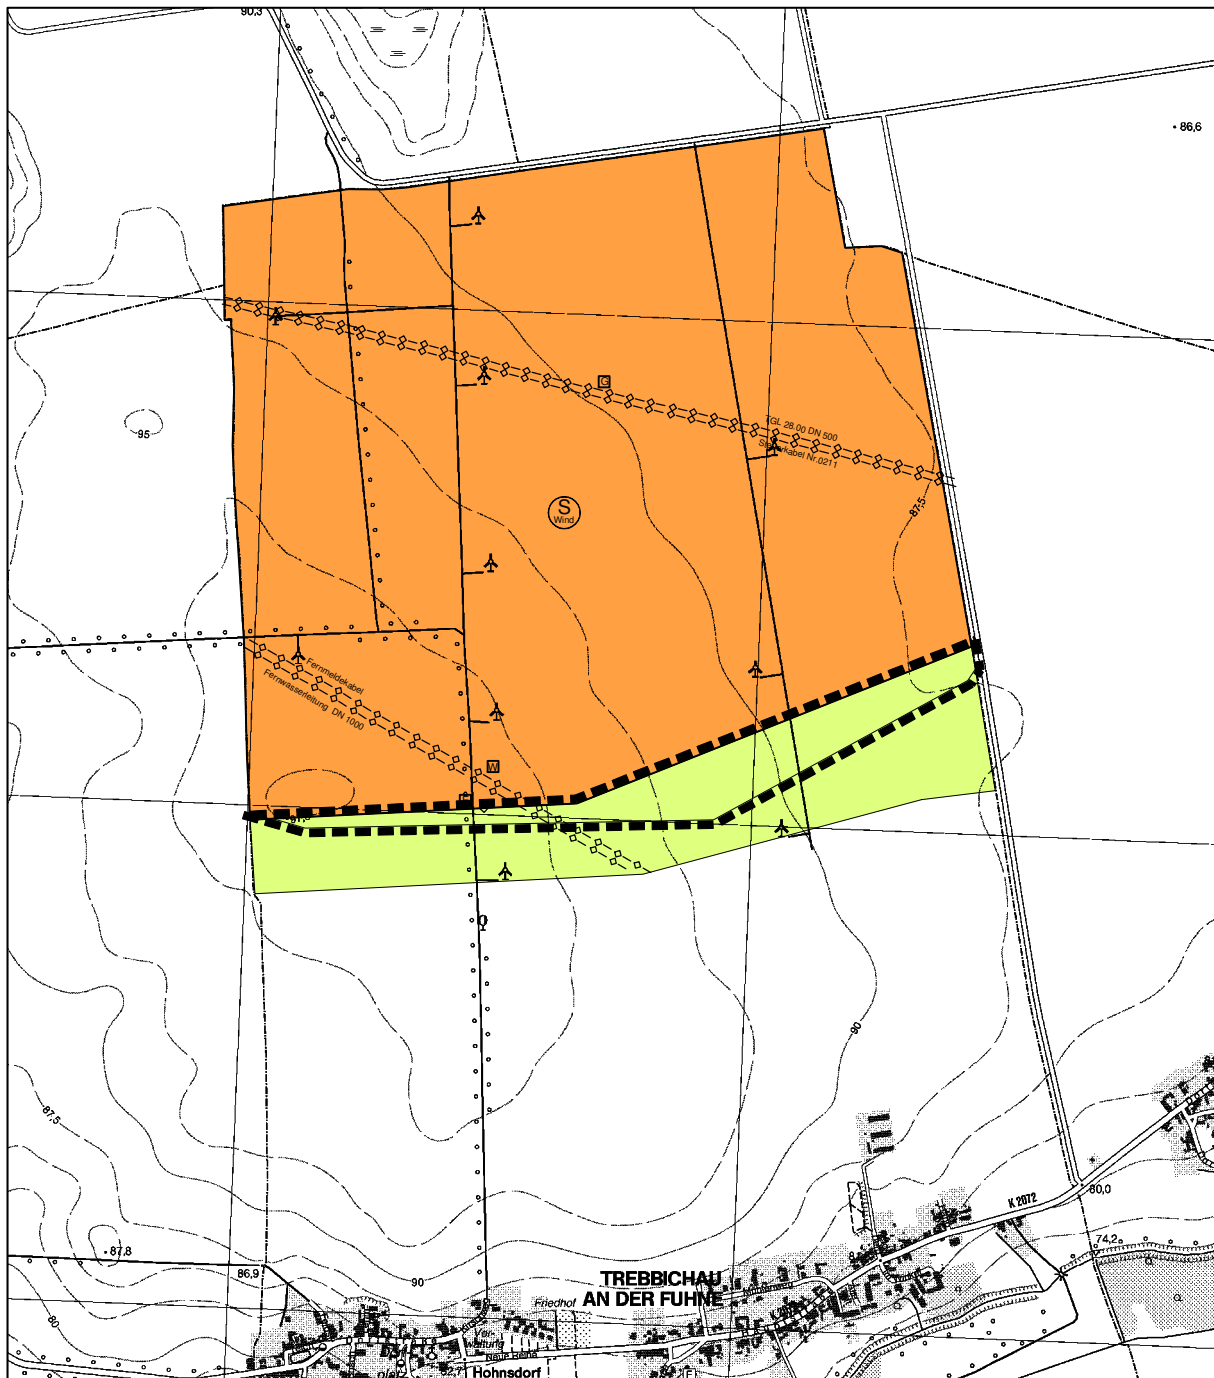 90,3
86,6
G
TGL 28.00 DN 500
95
Steuerkabel Nr.0211
87,5
S
Wind
Fernmeldekabel
Fernwasserleitung DN 1000
W
90
87,5
K 2072
80,0
74,2
87,8
86,9
90
TREBBICHAU
AN DER FUHNE
Friedhof
80
Neue Reihe
Hohnsdorf